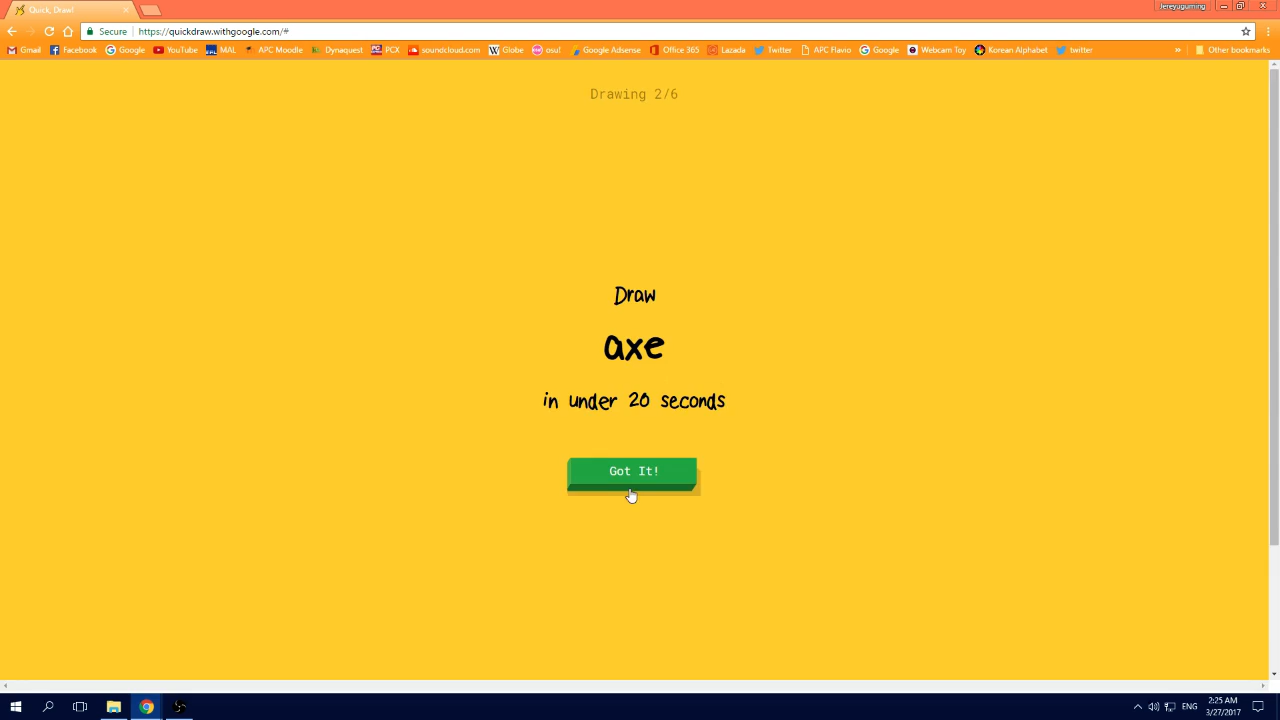 Quick, Draw!
Jereyuguming
Secure https://quickdraw.withgoogle.com/#
Gmail Facebook Google YouTube MAL APC Moodle Dynaquest PCX soundcloud.com Globe osu! Google Adsense Office 365 Lazada Twitter APC Flavio Google Webcam Toy Korean Alphabet twitter » Other bookmarks
Drawing 2/6
Draw
axe
in under 20 seconds
Got It!
ENG
2:25 AM
3/27/2017